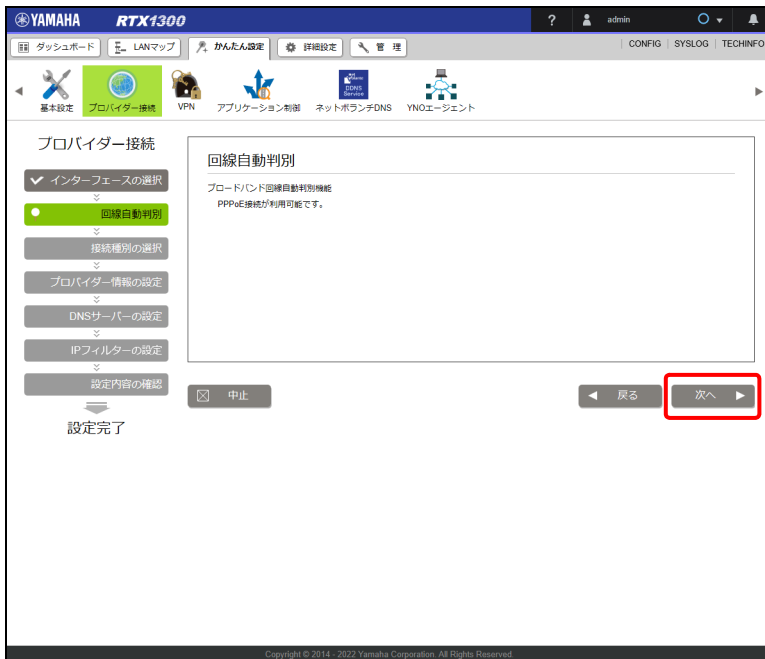 YAMAHA RTX1300 ? admin
ダッシュボード LANマップ かんたん設定 詳細設定 管 理 CONFIG SYSLOG TECHINFO
基本設定 プロバイダー接続 VPN アプリケーション制御 DDNS Service ネットボランチDNS YNOエージェント
プロバイダー接続
インターフェースの選択
回線自動判別
接続種別の選択
プロバイダー情報の設定
DNSサーバーの設定
IPフィルターの設定
設定内容の確認
設定完了
回線自動判別
ブロードバンド回線自動判別機能
PPPoE接続が利用可能です。
中止 戻る 次へ
Copyright © 2014 - 2022 Yamaha Corporation. All Rights Reserved.